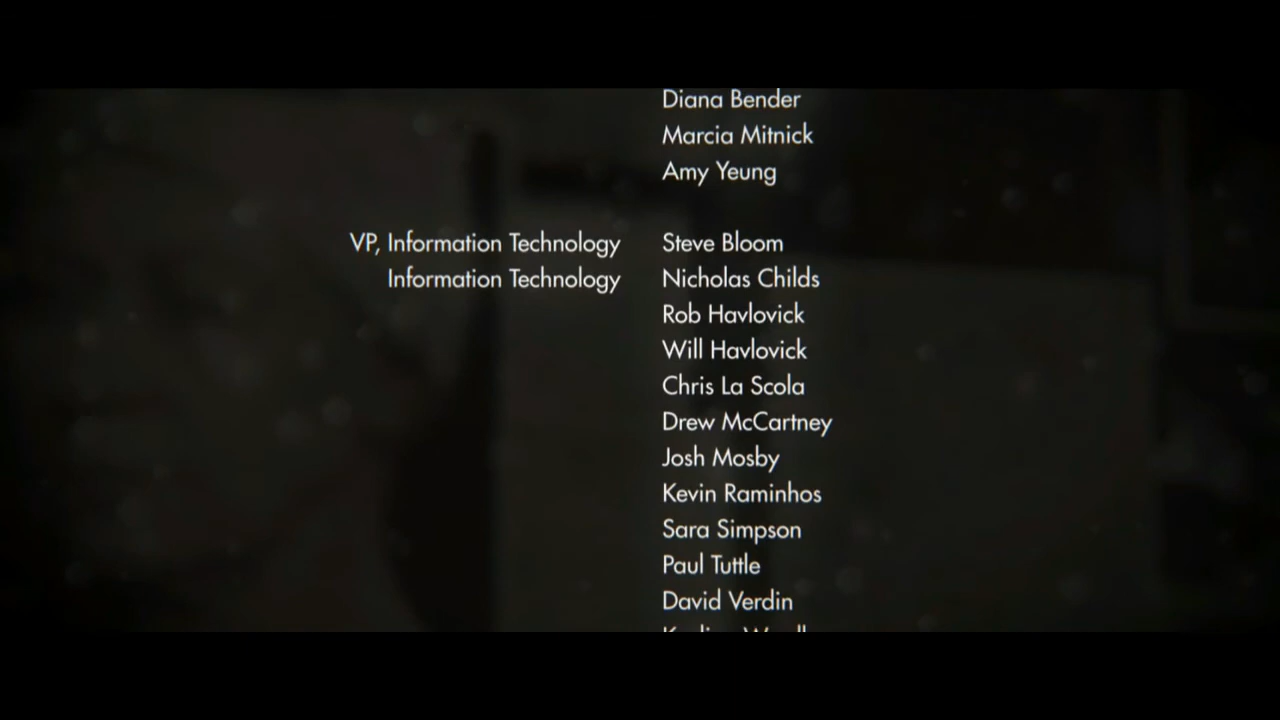 Diana Bender
Marcia Mitnick
Amy Yeung
VP, Information Technology Steve Bloom
Information Technology Nicholas Childs
Rob Havlovick
Will Havlovick
Chris La Scola
Drew McCartney
Josh Mosby
Kevin Raminhos
Sara Simpson
Paul Tuttle
David Verdin